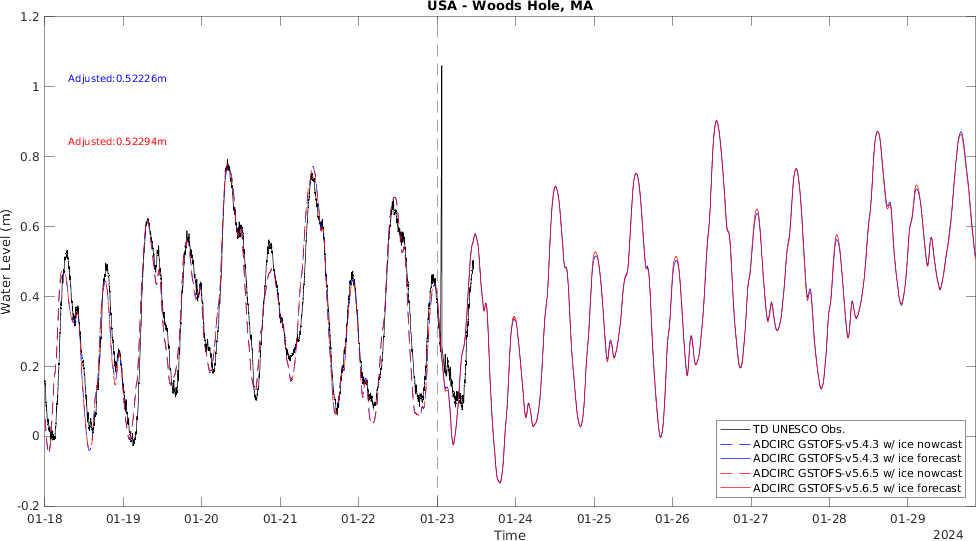 USA - Woods Hole, MA
1.2
1
0.8
0.6
0.4
0.2
0
-0.2
Water Level (m)
Adjusted:0.52226m
Adjusted:0.52294m
TD UNESCO Obs.
ADCIRC GSTOFS-v5.4.3 w/ ice nowcast
ADCIRC GSTOFS-v5.4.3 w/ ice forecast
ADCIRC GSTOFS-v5.6.5 w/ ice nowcast
ADCIRC GSTOFS-v5.6.5 w/ ice forecast
01-18 01-19 01-20 01-21 01-22 01-23 01-24 01-25 01-26 01-27 01-28 01-29
Time
2024